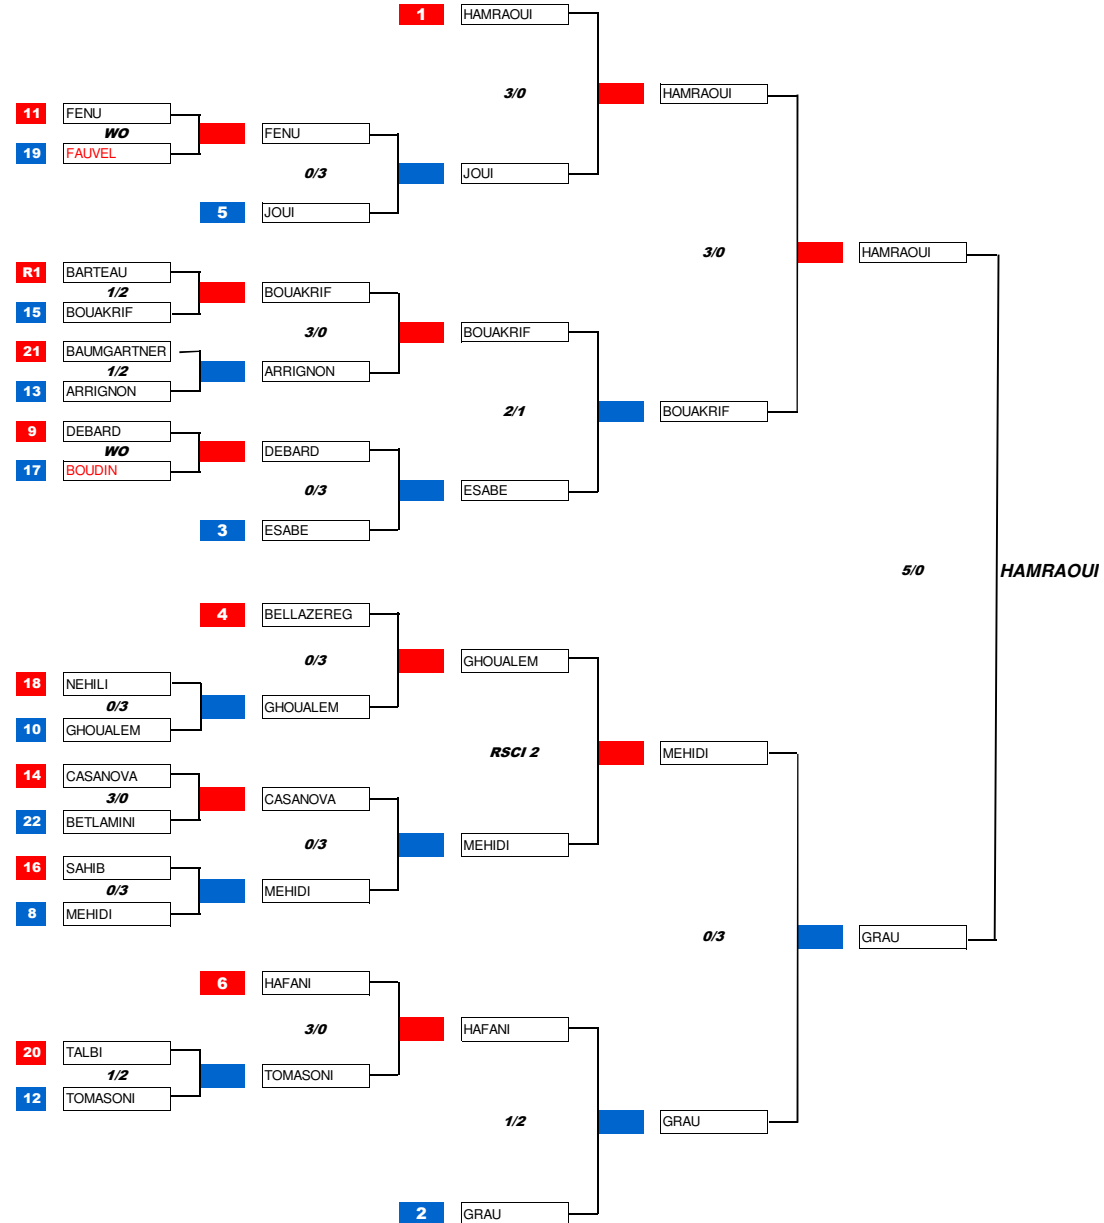 1 HAMRAOUI
3/0 HAMRAOUI
11 FENU
WO FENU
19 FAUVEL
0/3 JOUI
5 JOUI
3/0 HAMRAOUI
R1 BARTEAU
1/2 BOUAKRIF
15 BOUAKRIF
3/0 BOUAKRIF
21 BAUMGARTNER
1/2 ARRIGNON
13 ARRIGNON
2/1 BOUAKRIF
9 DEBARD
WO DEBARD
17 BOUDIN
0/3 ESABE
3 ESABE
5/0 HAMRAOUI
4 BELLAZEREG
0/3 GHOUALEM
18 NEHILI
0/3 GHOUALEM
10 GHOUALEM
RSCI 2 MEHIDI
14 CASANOVA
3/0 CASANOVA
22 BETLAMINI
0/3 MEHIDI
16 SAHIB
0/3 MEHIDI
8 MEHIDI
0/3 GRAU
6 HAFANI
3/0 HAFANI
20 TALBI
1/2 TOMASONI
12 TOMASONI
1/2 GRAU
2 GRAU